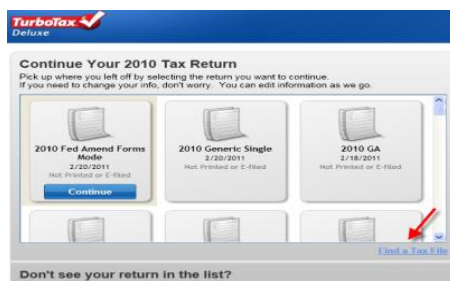 TurboTax
Deluxe
Continue Your 2010 Tax Return
Pick up where you left off by selecting the return you want to continue.
If you need to change your info, don't worry. You can edit information as we go.
2010 Fed Amend Forms
Mode
2/20/2011
Not Printed or E-filed
Continue
2010 Generic Single
2/20/2011
Not Printed or E-filed
2010 GA
2/18/2011
Not Printed or E-filed
Find a Tax File
Don't see your return in the list?